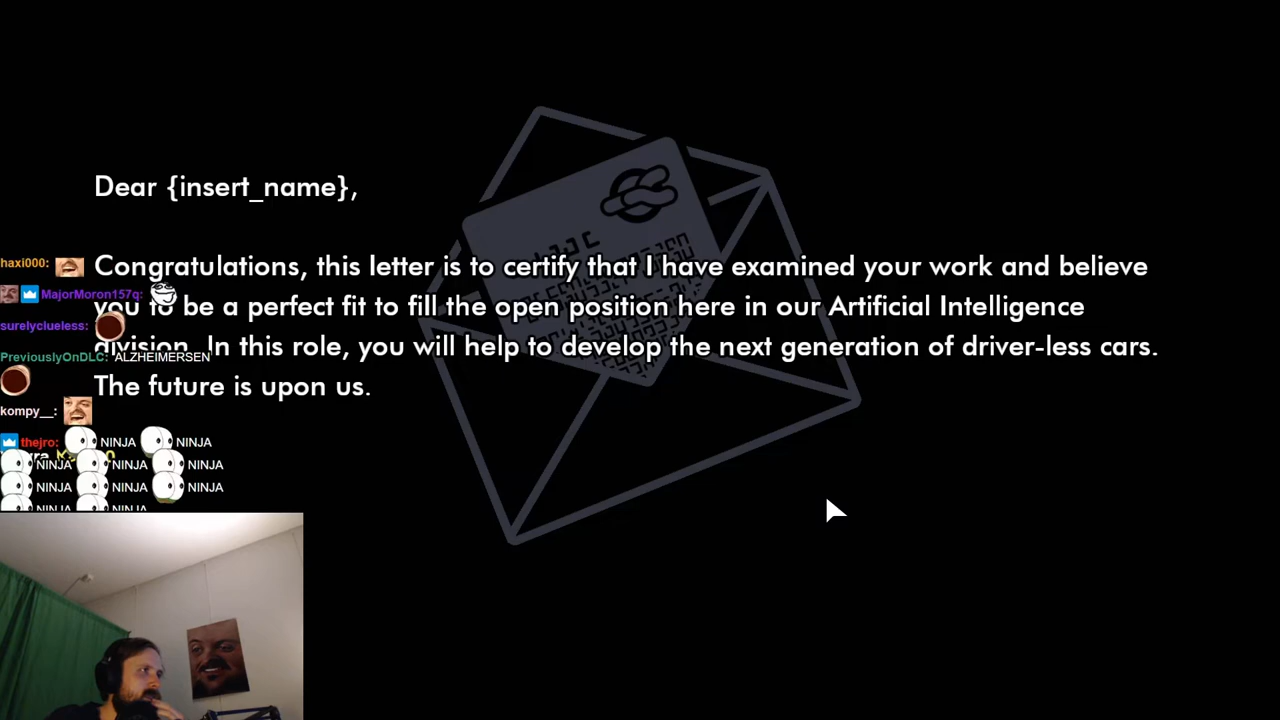 Dear {insert_name},
Congratulations, this letter is to certify that I have examined your work and believe
you to be a perfect fit to fill the open position here in our Artificial Intelligence
division. In this role, you will help to develop the next generation of driver-less cars.
The future is upon us.
haxi000:
MajorMoron157q:
surelyclueless:
PreviouslyOnDLC: ALZHEIMERSEN
kompy__:
thejro: NINJA NINJA
NINJA NINJA NINJA
NINJA NINJA NINJA
NINJA NINJA